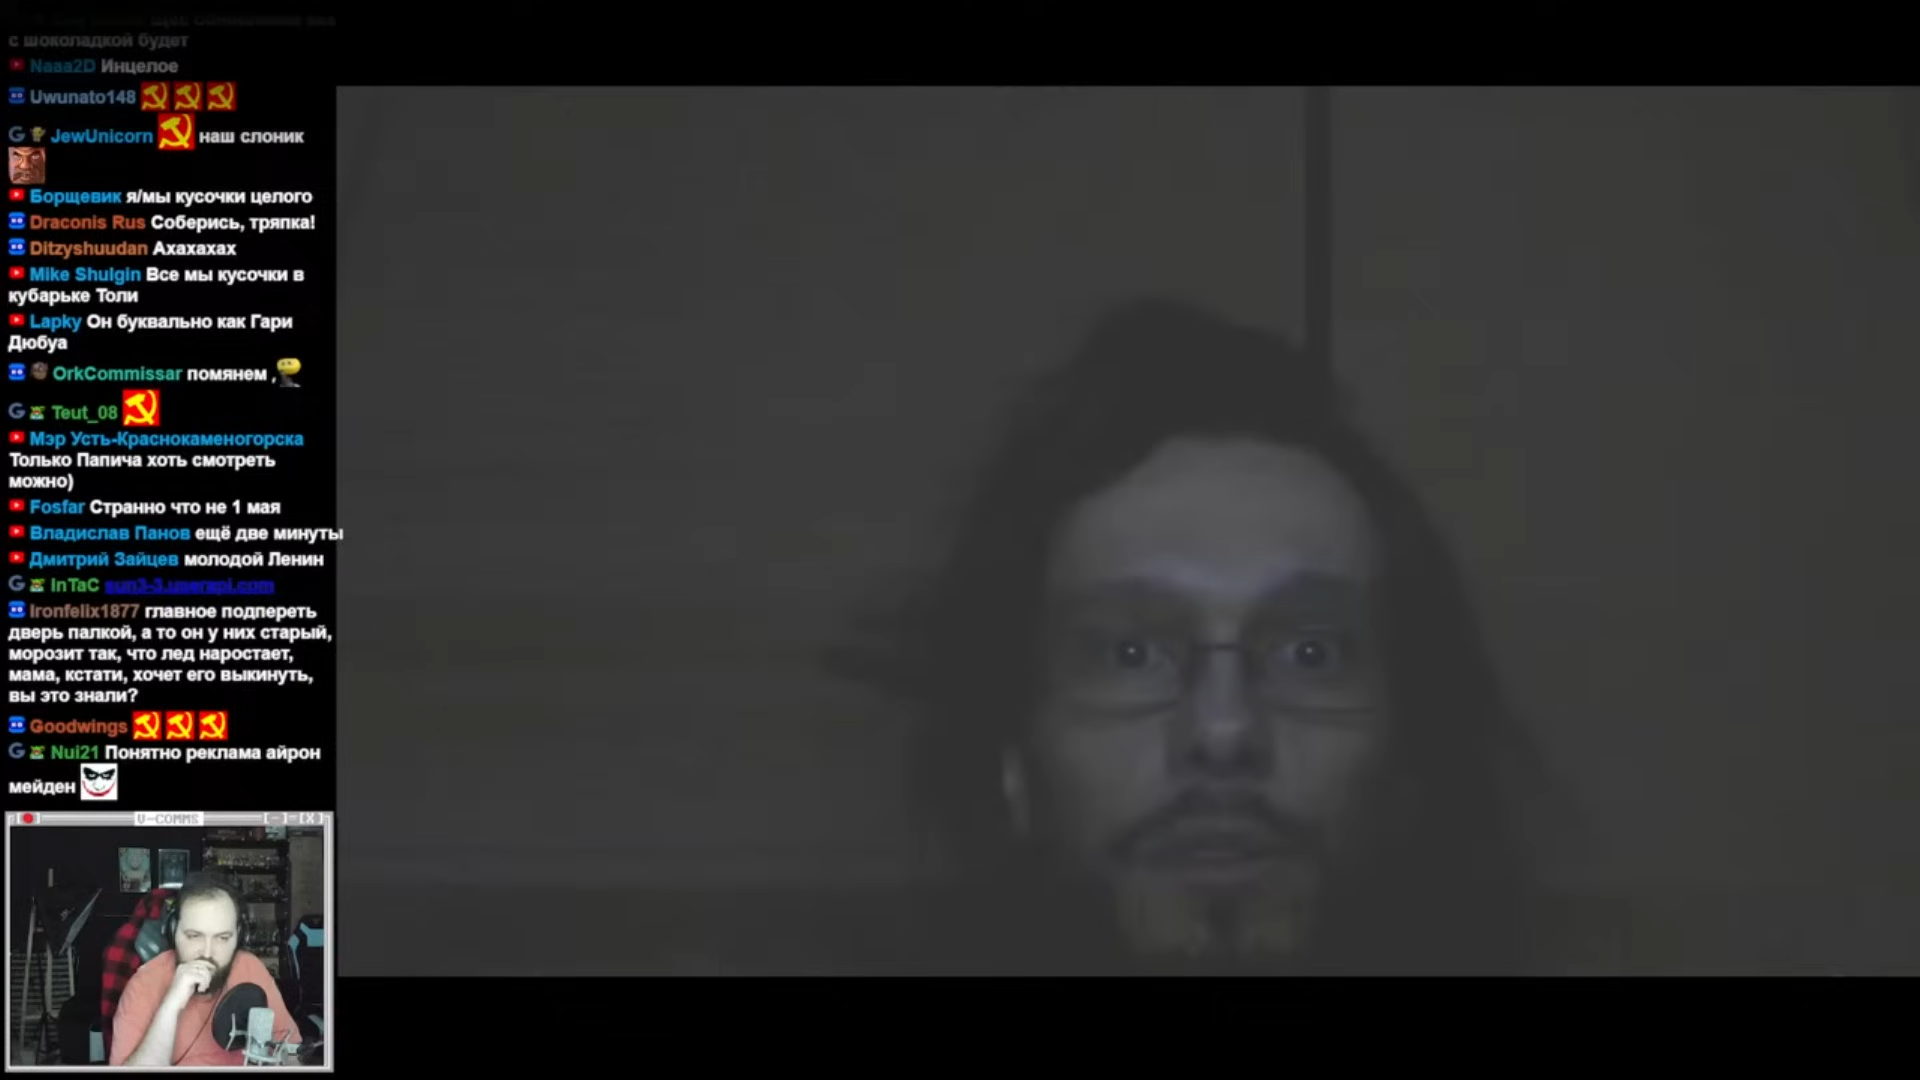 с шоколадкой будет
Naaa2D Инцелое
Uwunato148
JewUnicorn наш слоник
Борщевик я/мы кусочки целого
Draconis Rus Соберись, тряпка!
Ditzyshuudan Ахахахах
Mike Shulgin Все мы кусочки в
кубарьке Толи
Lapky Он буквально как Гари
Дюбуа
OrkCommissar помянем ,
Teut_08
Мэр Усть-Краснокаменогорска
Только Папича хоть смотреть
можно)
Fosfar Странно что не 1 мая
Владислав Панов ещё две минуты
Дмитрий Зайцев молодой Ленин
InTaC sun3-3.userapi.com
Ironfelix1877 главное подпереть
дверь палкой, а то он у них старый,
морозит так, что лед наростает,
мама, кстати, хочет его выкинуть,
вы это знали?
Goodwings
Nui21 Понятно реклама айрон
мейден
V-COMMS [-]=[X]